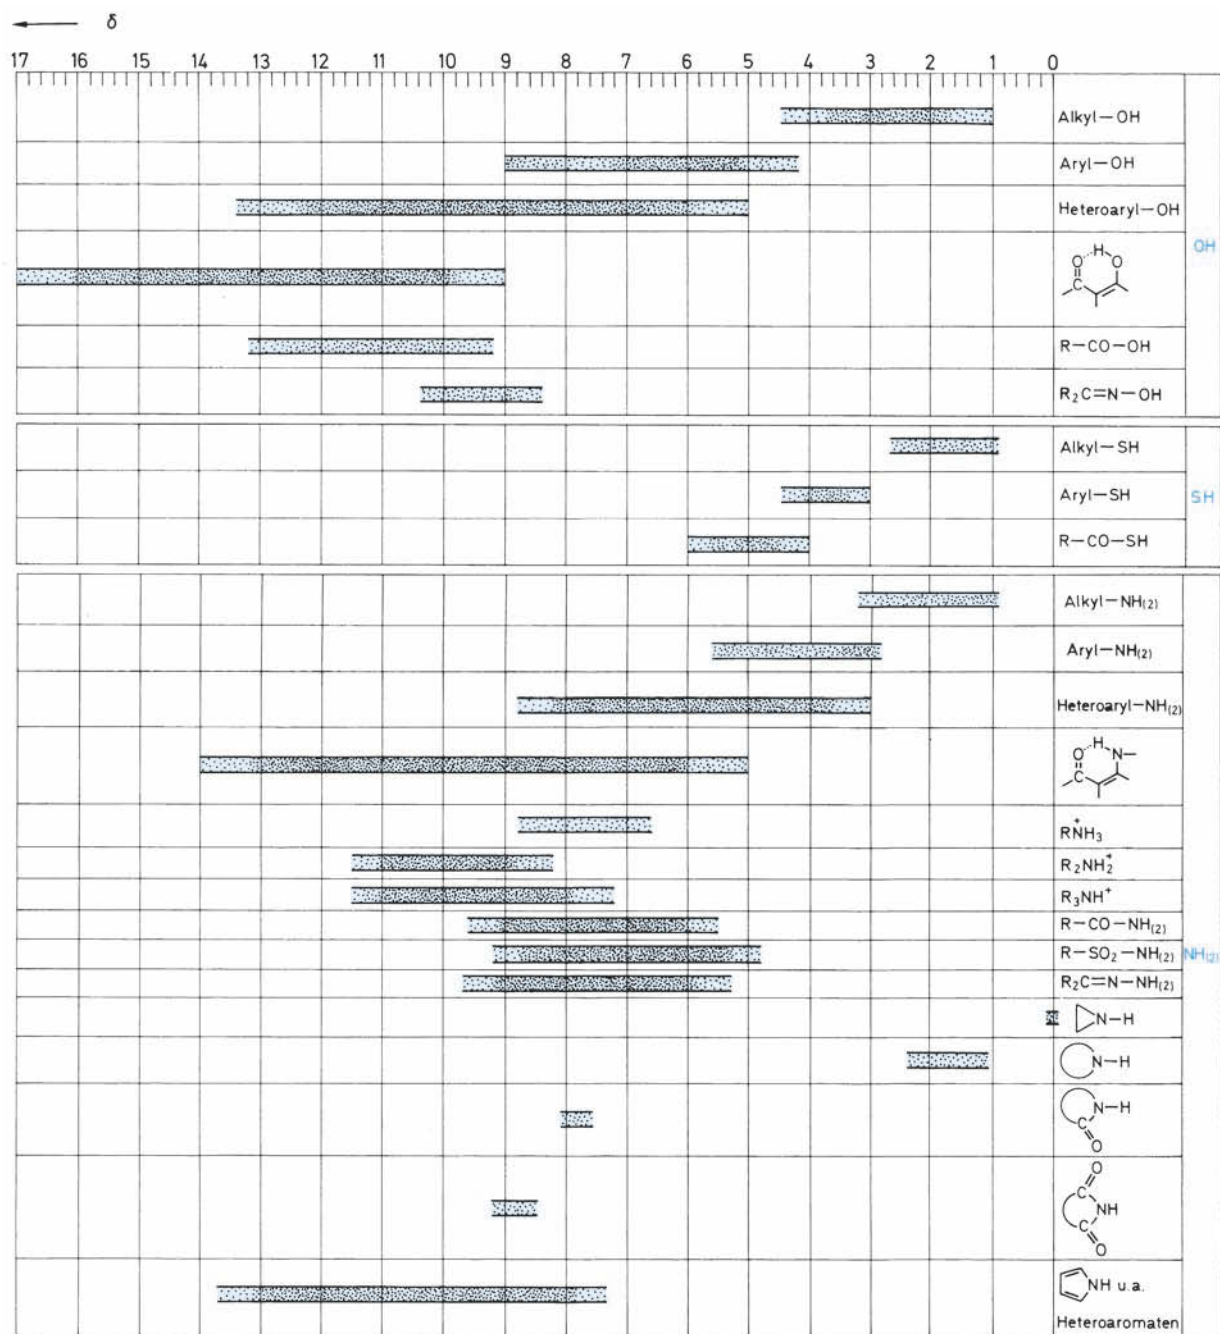 δ
17 16 15 14 13 12 11 10 9 8 7 6 5 4 3 2 1 0
Alkyl–OH
Aryl–OH
Heteroaryl–OH
OH
O H O
C
R–CO–OH
R₂C=N–OH
Alkyl–SH
Aryl–SH
SH
R–CO–SH
Alkyl–NH₍₂₎
Aryl–NH₍₂₎
Heteroaryl–NH₍₂₎
O H N
C
RN⁺H₃
R₂NH₂⁺
R₃NH⁺
R–CO–NH₍₂₎
R–SO₂–NH₍₂₎
NH₍₂₎
R₂C=N–NH₍₂₎
N–H
N–H
N–H
C
O
O
C
NH
C
O
NH u.a.
Heteroaromaten